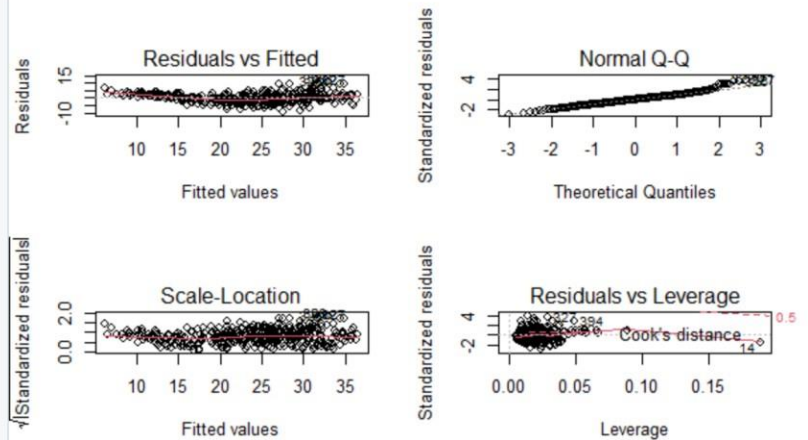 Residuals vs Fitted
Residuals
15
-10
10 15 20 25 30 35
Fitted values
Normal Q-Q
Standardized residuals
4
-2
-3 -2 -1 0 1 2 3
Theoretical Quantiles
Scale-Location
√|Standardized residuals|
2.0
0.0
10 15 20 25 30 35
Fitted values
Residuals vs Leverage
Standardized residuals
4
-2
394
Cook's distance
0.5
14
0.00 0.05 0.10 0.15
Leverage